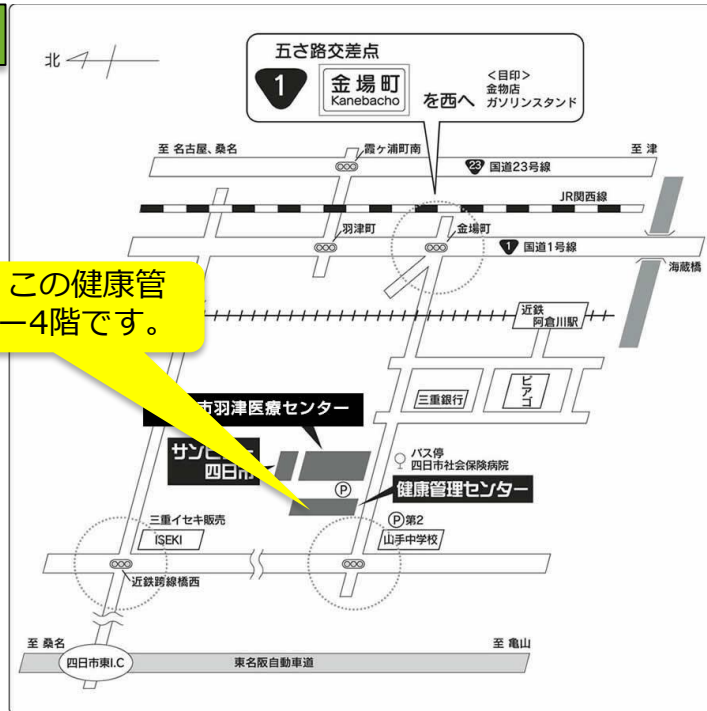 北
五さ路交差点
1
金場町
Kanebacho
を西へ
<目印>
金物店
ガソリンスタンド
至 名古屋、桑名
霞ヶ浦町南
23 国道23号線
至 津
JR関西線
羽津町
金場町
1 国道1号線
海蔵橋
この健康管
ー4階です。
近鉄
阿倉川駅
三重銀行
ピアゴ
市羽津医療センター
サンピ
四日市
バス停
四日市社会保険病院
P
健康管理センター
三重イセキ販売
ISEKI
P第2
山手中学校
近鉄跨線橋西
至 桑名
至 亀山
四日市東I.C
東名阪自動車道